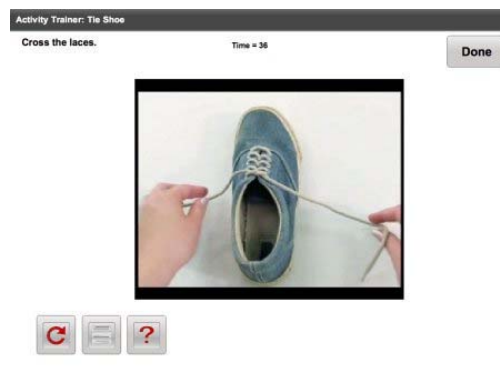 Activity Trainer: Tie Shoe
Cross the laces.
Time = 36
Done
?